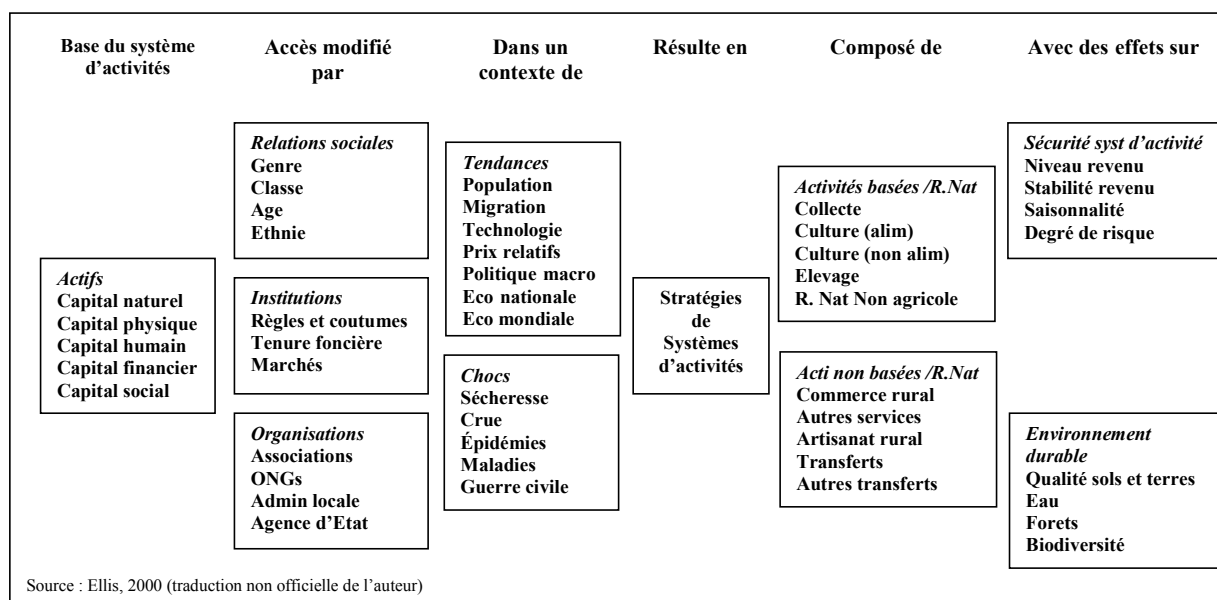 Base du système
d'activités
Accès modifié
par
Dans un
contexte de
Résulte en
Composé de
Avec des effets sur
Actifs
Capital naturel
Capital physique
Capital humain
Capital financier
Capital social
Relations sociales
Genre
Classe
Age
Ethnie
Institutions
Règles et coutumes
Tenure foncière
Marchés
Organisations
Associations
ONGs
Admin locale
Agence d'Etat
Tendances
Population
Migration
Technologie
Prix relatifs
Politique macro
Eco nationale
Eco mondiale
Chocs
Sécheresse
Crue
Épidémies
Maladies
Guerre civile
Stratégies
de
Systèmes
d'activités
Activités basées /R.Nat
Collecte
Culture (alim)
Culture (non alim)
Elevage
R. Nat Non agricole
Acti non basées /R.Nat
Commerce rural
Autres services
Artisanat rural
Transferts
Autres transferts
Sécurité syst d'activité
Niveau revenu
Stabilité revenu
Saisonnalité
Degré de risque
Environnement
durable
Qualité sols et terres
Eau
Forets
Biodiversité
Source : Ellis, 2000 (traduction non officielle de l'auteur)